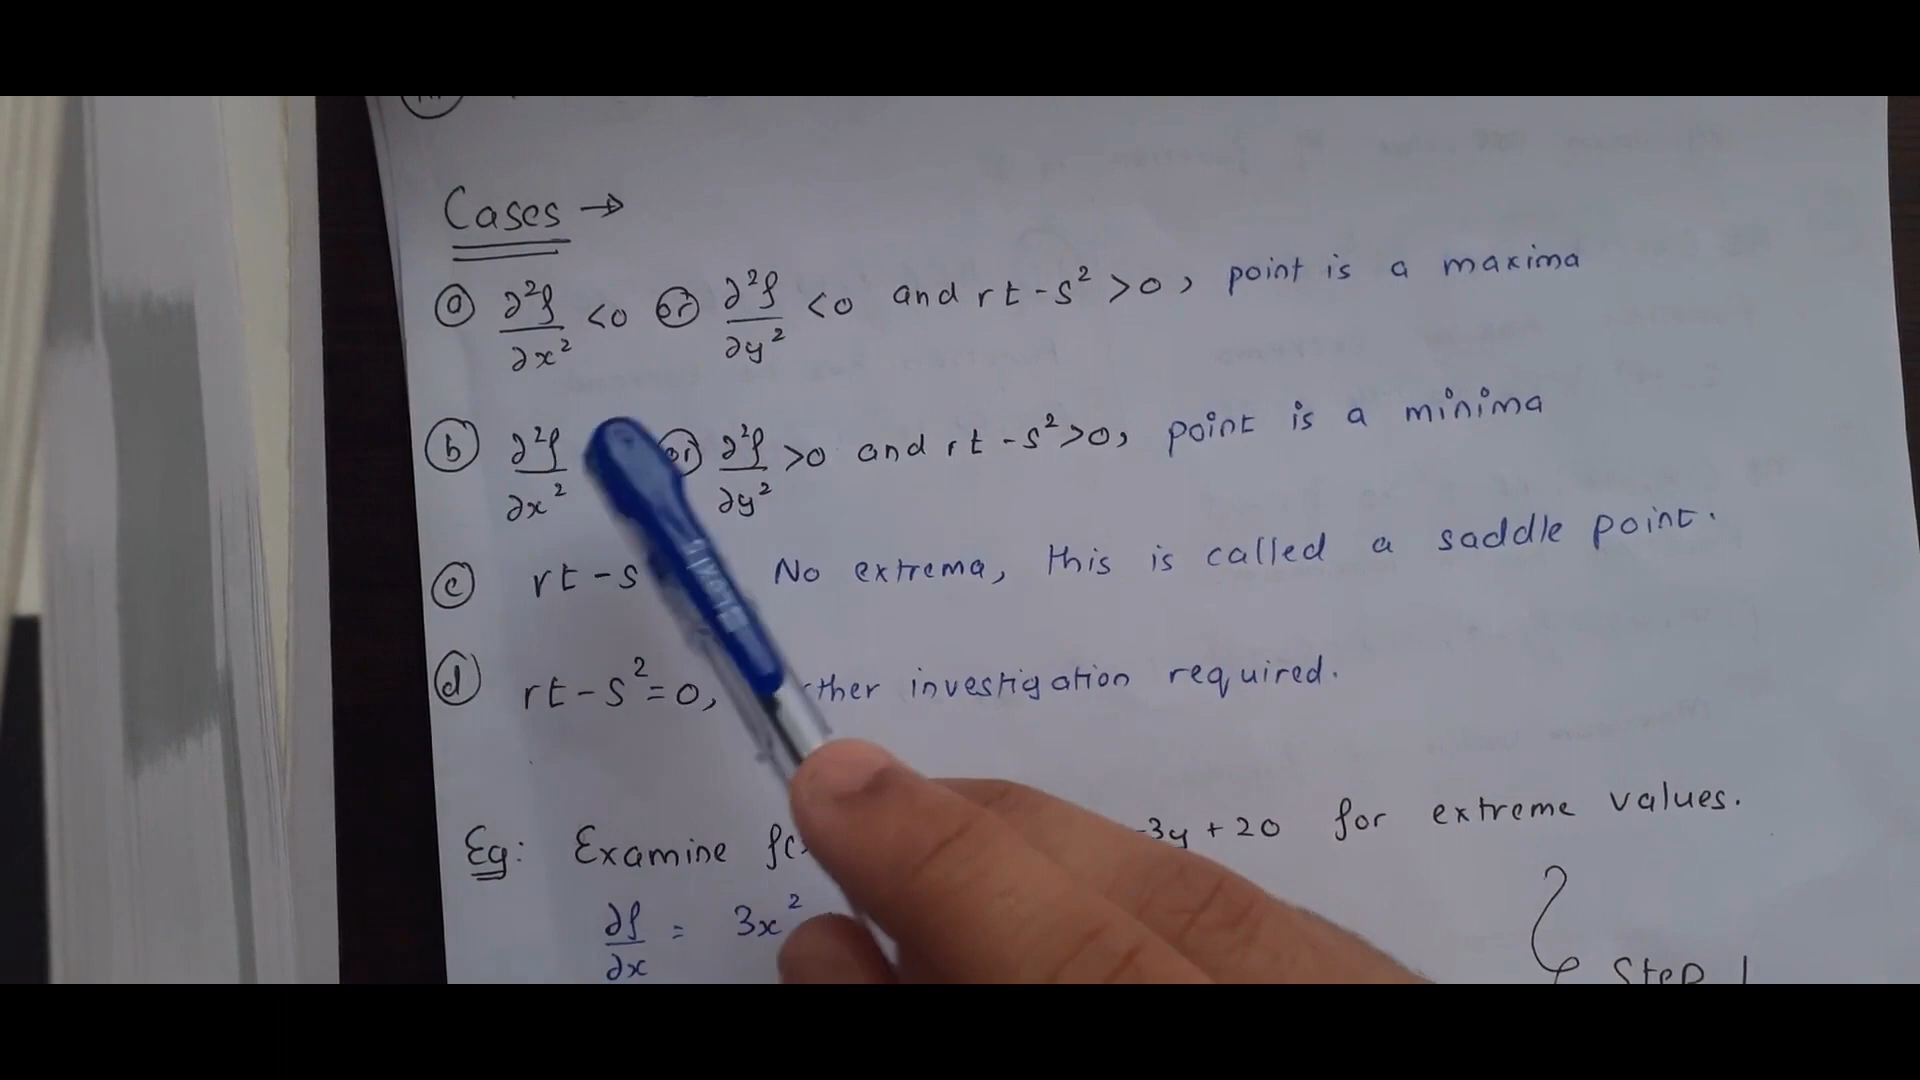 Cases →
(a) ∂²f/∂x² <0 (or) ∂²f/∂y² <0 and rt-s² >0, point is a maxima
(b) ∂²f/∂x² (or) ∂²f/∂y² >0 and rt-s²>0, point is a minima
(c) rt-s No extrema, this is called a saddle point.
(d) rt-s²=0, investigation required.
Eg: Examine -3y+20 for extreme values.
∂f/∂x = 3x²
Step 1